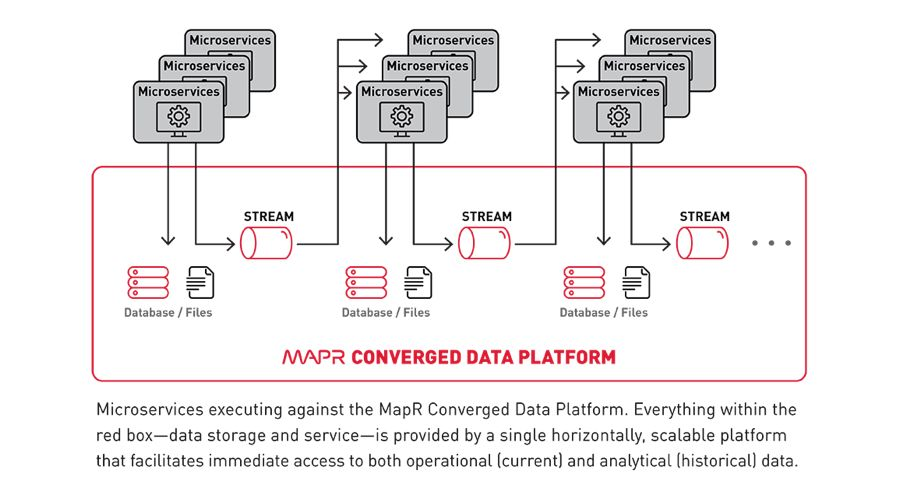 Microservices
Microservices
Microservices
Microservices
Microservices
Microservices
Microservices
Microservices
Microservices
STREAM
STREAM
STREAM
Database / Files
Database / Files
Database / Files
MAPR CONVERGED DATA PLATFORM
Microservices executing against the MapR Converged Data Platform. Everything within the
red box—data storage and service—is provided by a single horizontally, scalable platform
that facilitates immediate access to both operational (current) and analytical (historical) data.